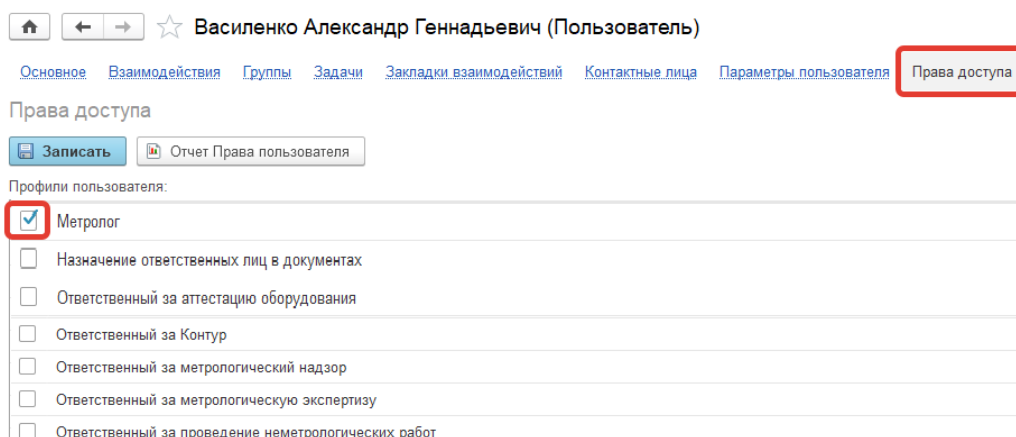 Василенко Александр Геннадьевич (Пользователь)
Основное Взаимодействия Группы Задачи Закладки взаимодействий Контактные лица Параметры пользователя Права доступа
Права доступа
Записать Отчет Права пользователя
Профили пользователя:
Метролог
Назначение ответственных лиц в документах
Ответственный за аттестацию оборудования
Ответственный за Контур
Ответственный за метрологический надзор
Ответственный за метрологическую экспертизу
Ответственный за проведение неметрологических работ